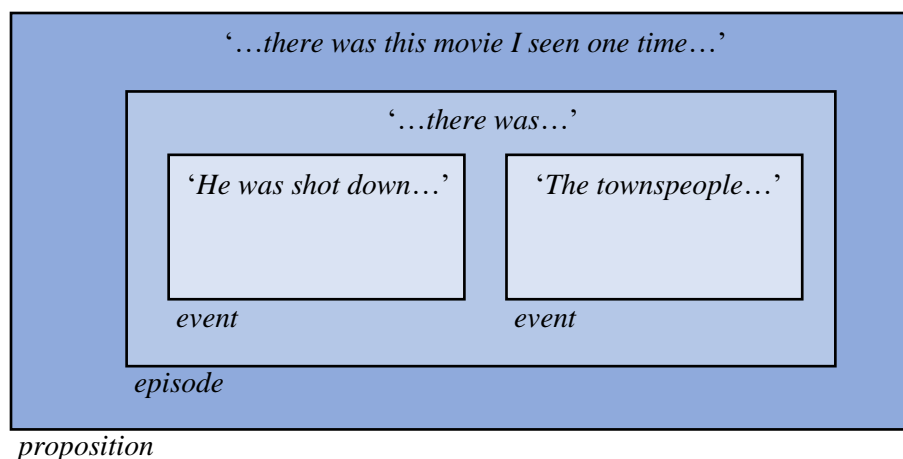 ‘…there was this movie I seen one time…’
‘…there was…’
‘He was shot down…’
‘The townspeople…’
event
event
episode
proposition